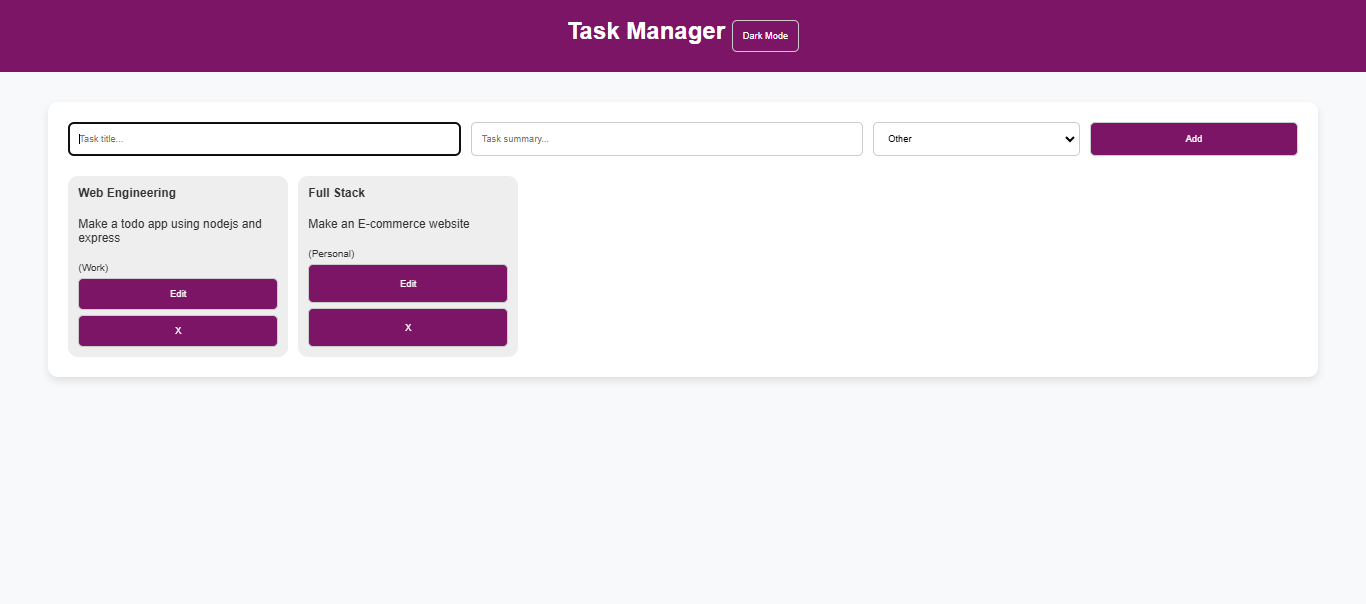 Task Manager
Dark Mode
Task title...
Task summary...
Other
Add
Web Engineering
Make a todo app using nodejs and
express
(Work)
Edit
X
Full Stack
Make an E-commerce website
(Personal)
Edit
X